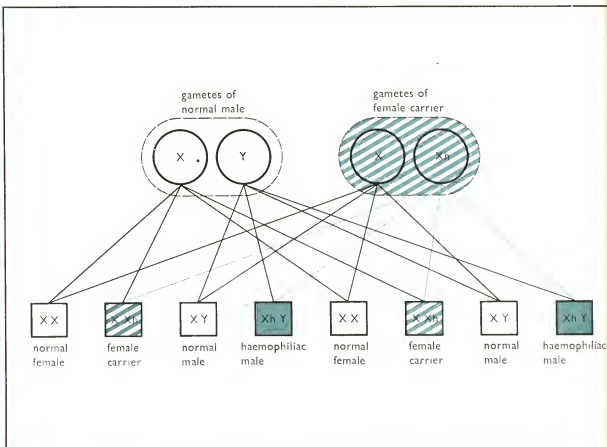 gametes of
normal male
gametes of
female carrier
X
Y
X
Xh
X X
X Xh
X Y
Xh Y
X X
X Xh
X Y
Xh Y
normal
female
female
carrier
normal
male
haemophiliac
male
normal
female
female
carrier
normal
male
haemophiliac
male